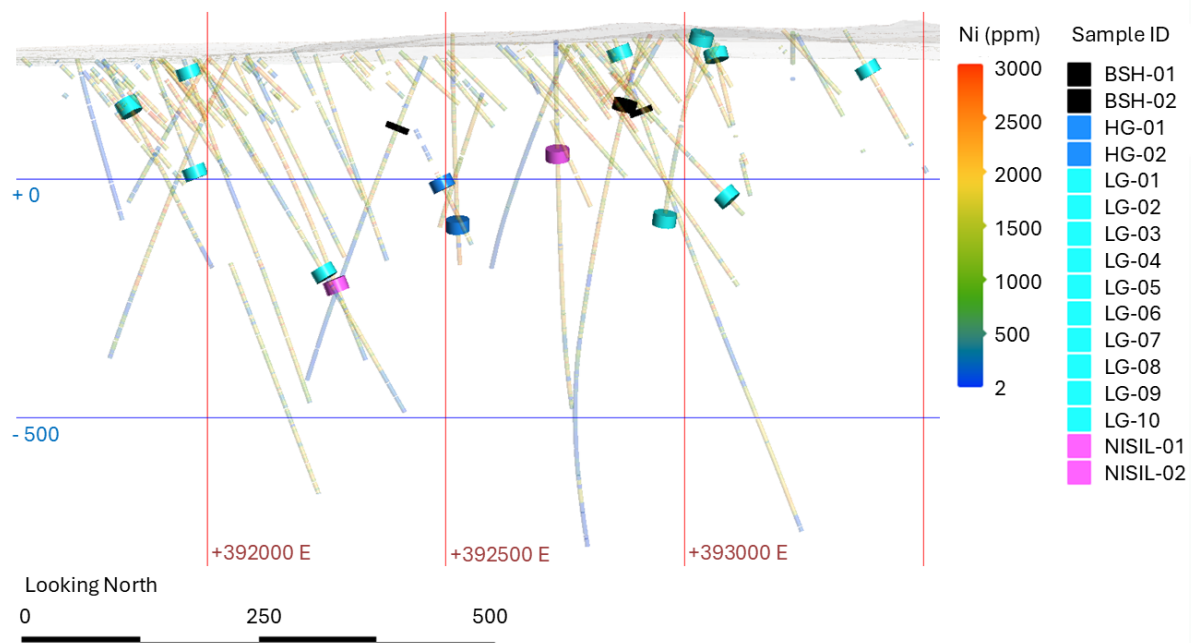 Ni (ppm)
3000
2500
2000
1500
1000
500
2
Sample ID
BSH-01
BSH-02
HG-01
HG-02
LG-01
LG-02
LG-03
LG-04
LG-05
LG-06
LG-07
LG-08
LG-09
LG-10
NISIL-01
NISIL-02
+ 0
- 500
+392000 E
+392500 E
+393000 E
Looking North
0 250 500